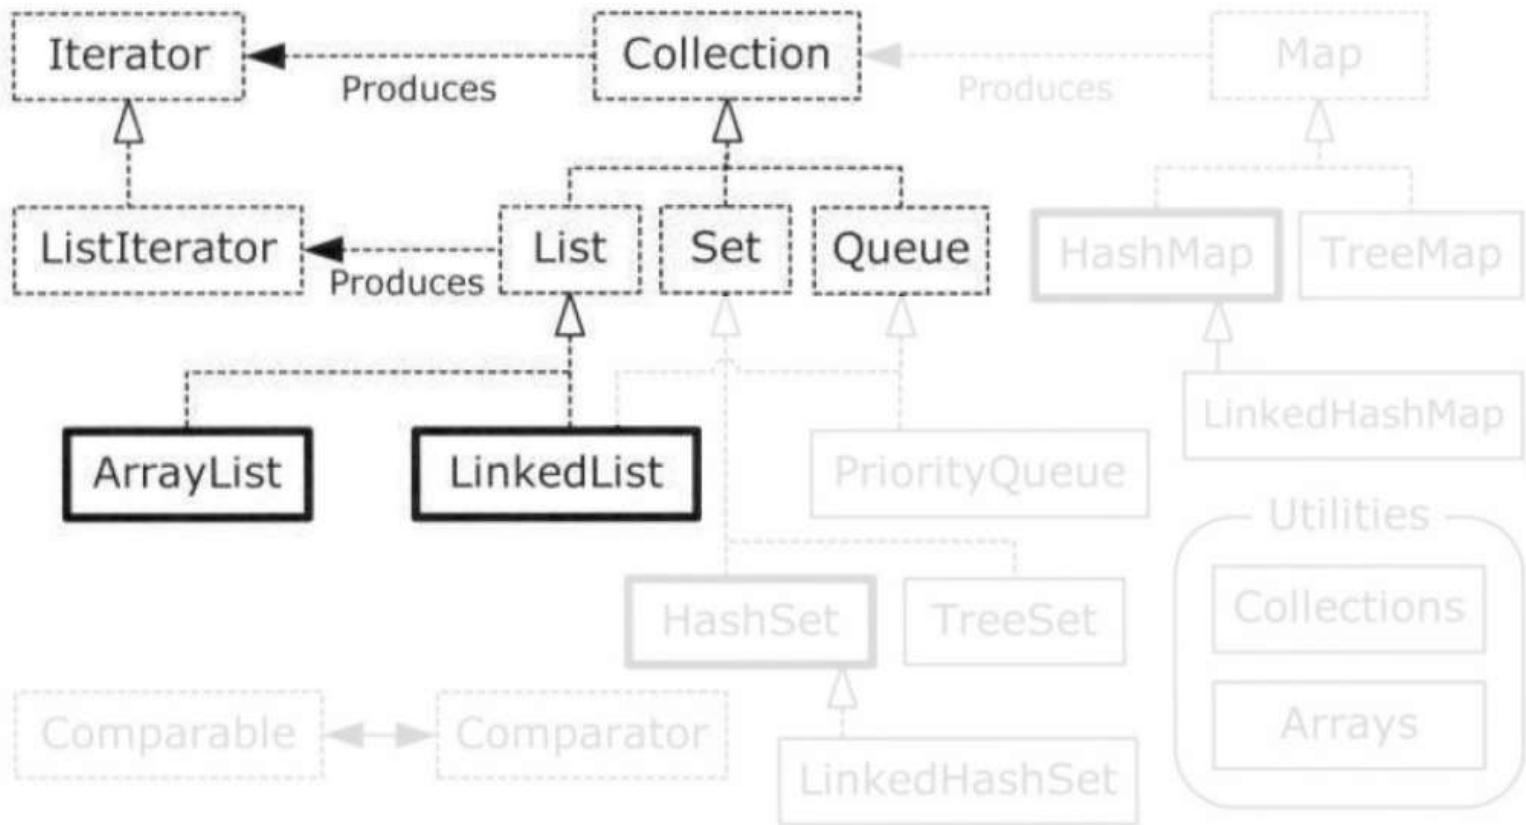 Iterator
Collection
Map
Produces
Produces
ListIterator
List
Set
Queue
HashMap
TreeMap
Produces
LinkedHashMap
ArrayList
LinkedList
PriorityQueue
Utilities
Collections
HashSet
TreeSet
Arrays
Comparable
Comparator
LinkedHashSet